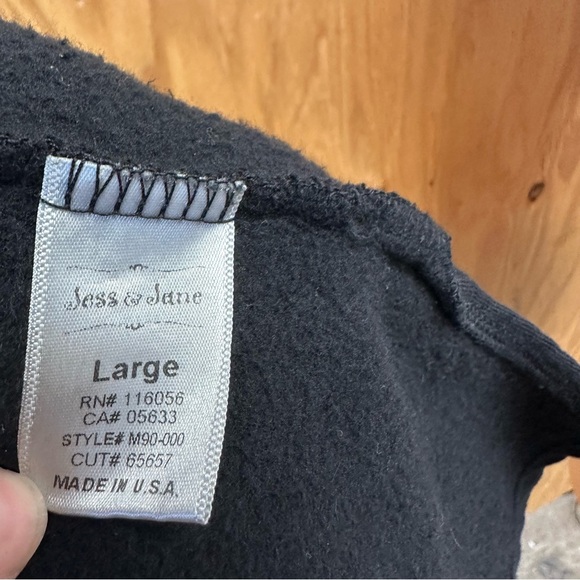 Jess & Jane
Large
RN# 116056
CA# 05633
STYLE# M90-000
CUT# 65657
MADE IN U.S.A.